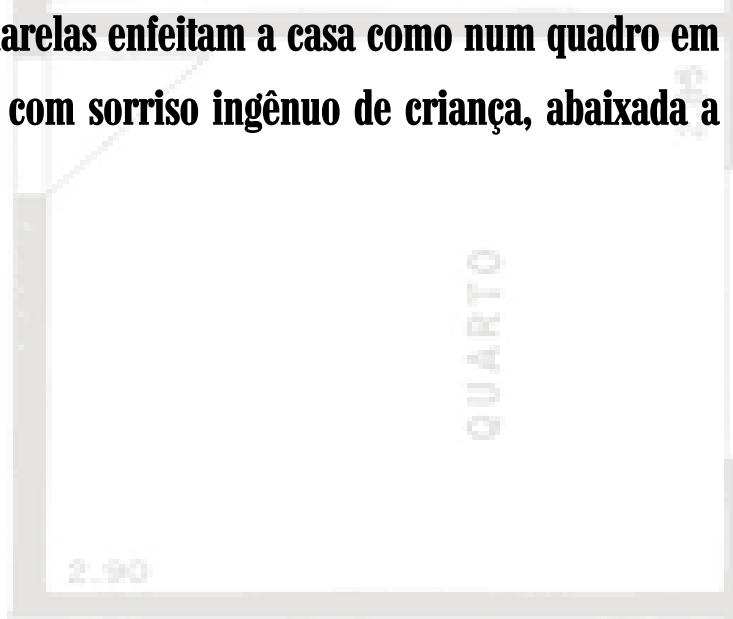 arelas enfeitam a casa como num quadro em
com sorriso ingênuo de criança, abaixada a
QUARTO
2.90